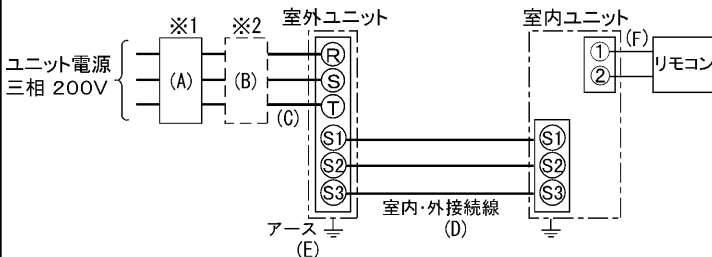 ※1 ※2 室外ユニット 室内ユニット
ユニット電源
三相 200V
(A) (B) (C)
R
S
T
S1
S2
S3
室内・外接続線
(D)
アース
(E)
① (F)
②
リモコン
S1
S2
S3